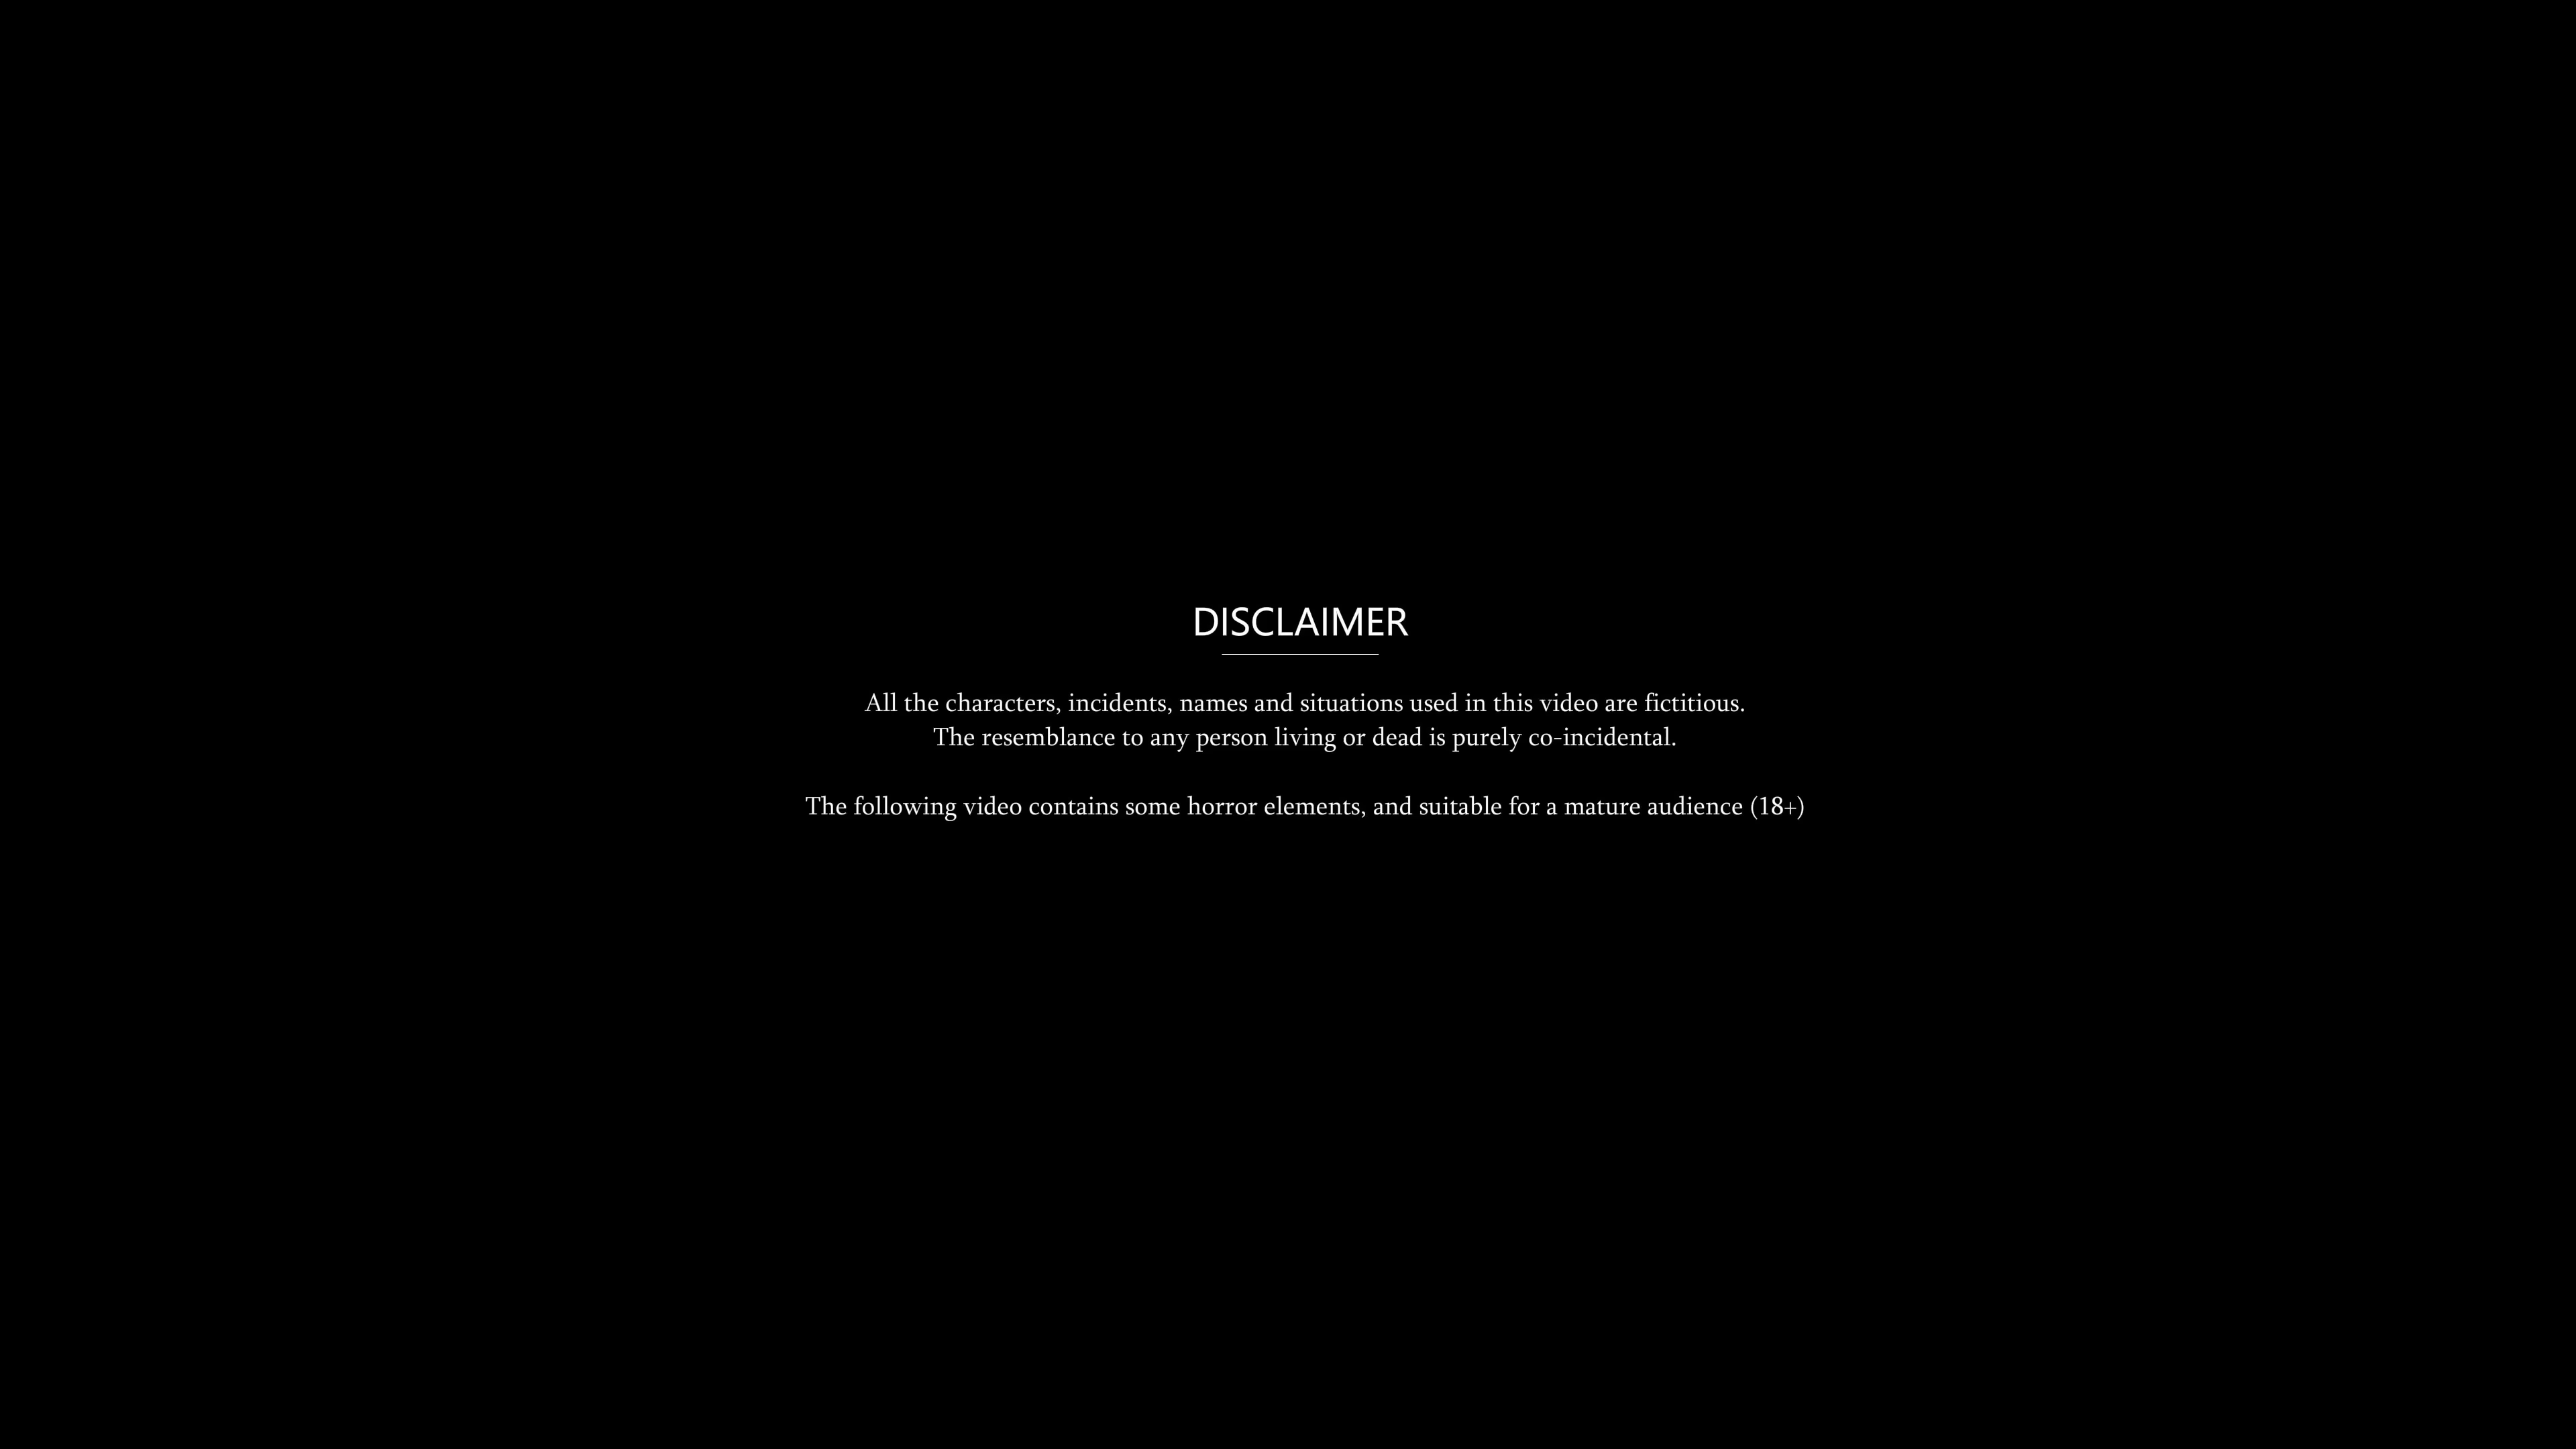 DISCLAIMER
All the characters, incidents, names and situations used in this video are fictitious.
The resemblance to any person living or dead is purely co-incidental.
The following video contains some horror elements, and suitable for a mature audience (18+)